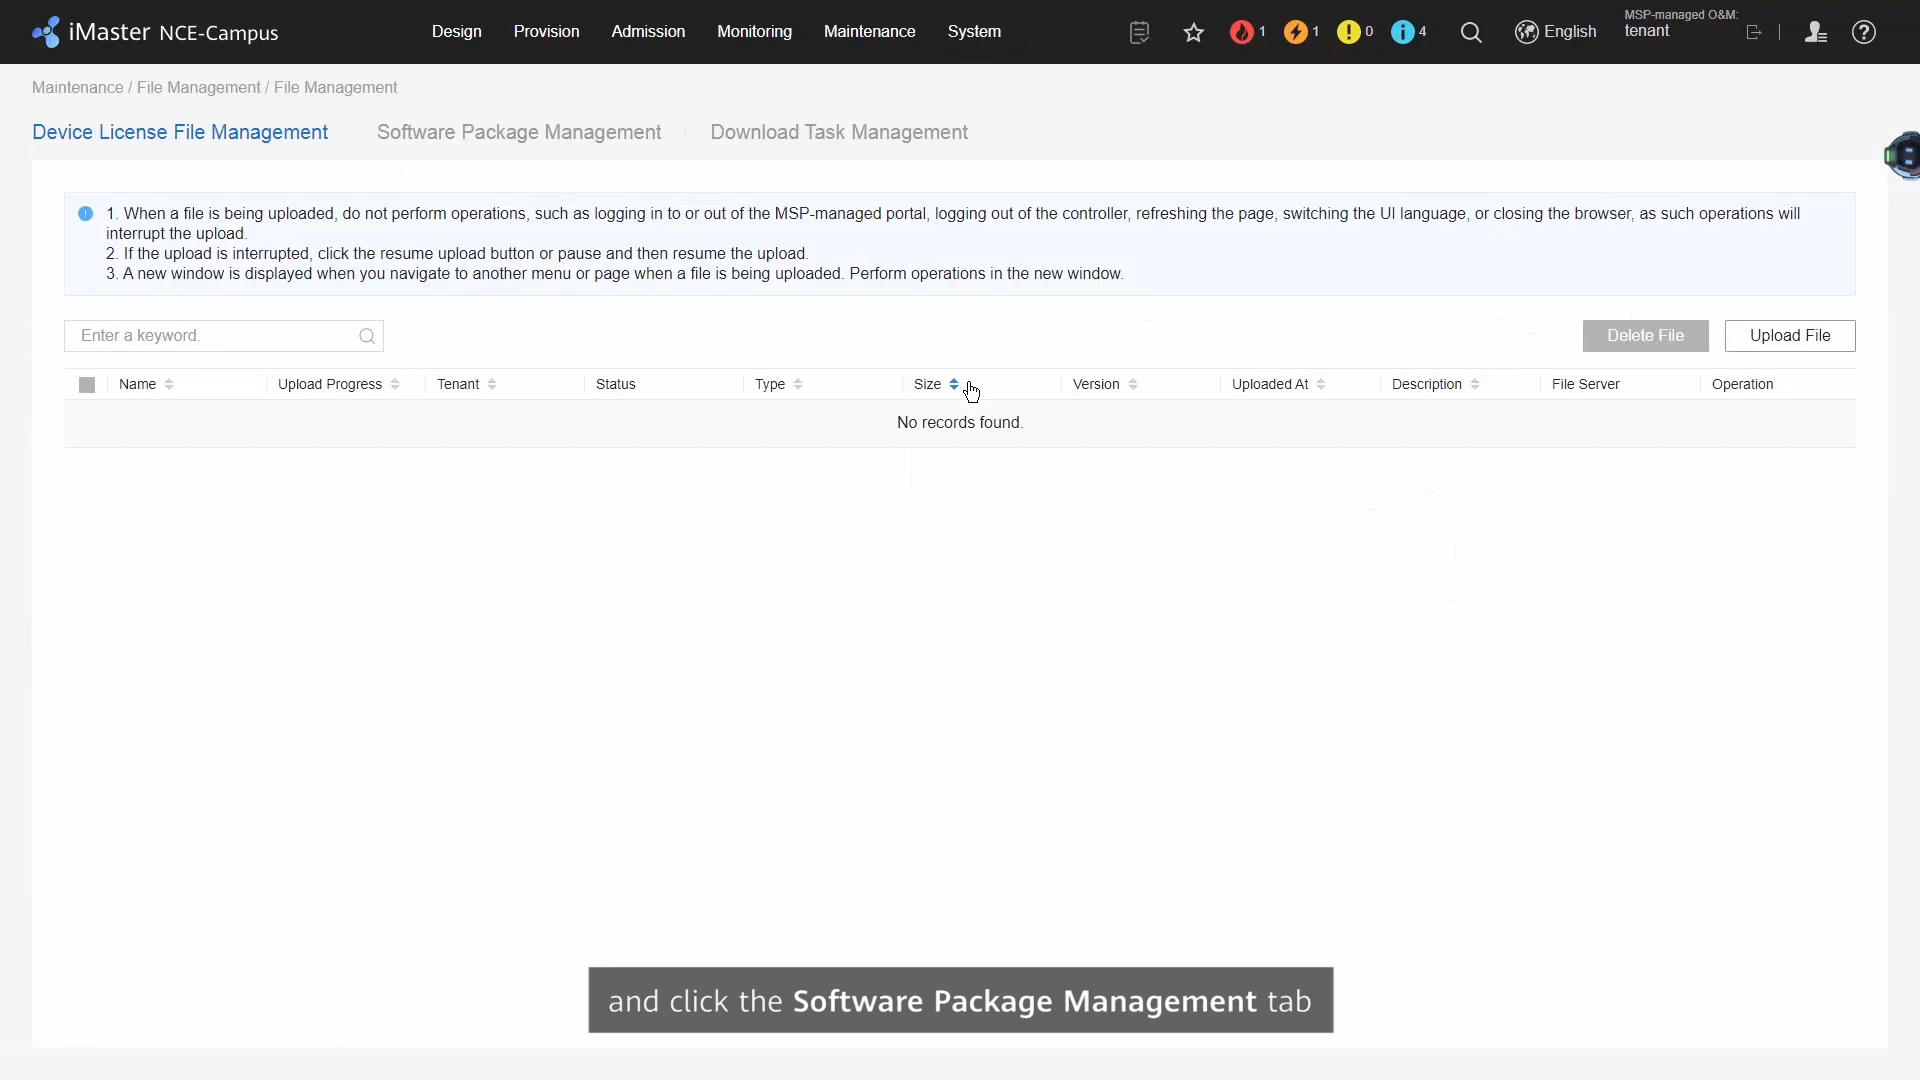 iMaster NCE-Campus
Design Provision Admission Monitoring Maintenance System
1 1 0 4
English
MSP-managed O&M:
tenant
Maintenance / File Management / File Management
Device License File Management Software Package Management Download Task Management
1. When a file is being uploaded, do not perform operations, such as logging in to or out of the MSP-managed portal, logging out of the controller, refreshing the page, switching the UI language, or closing the browser, as such operations will
interrupt the upload.
2. If the upload is interrupted, click the resume upload button or pause and then resume the upload.
3. A new window is displayed when you navigate to another menu or page when a file is being uploaded. Perform operations in the new window.
Enter a keyword. Delete File Upload File
Name Upload Progress Tenant Status Type Size Version Uploaded At Description File Server Operation
No records found.
and click the Software Package Management tab